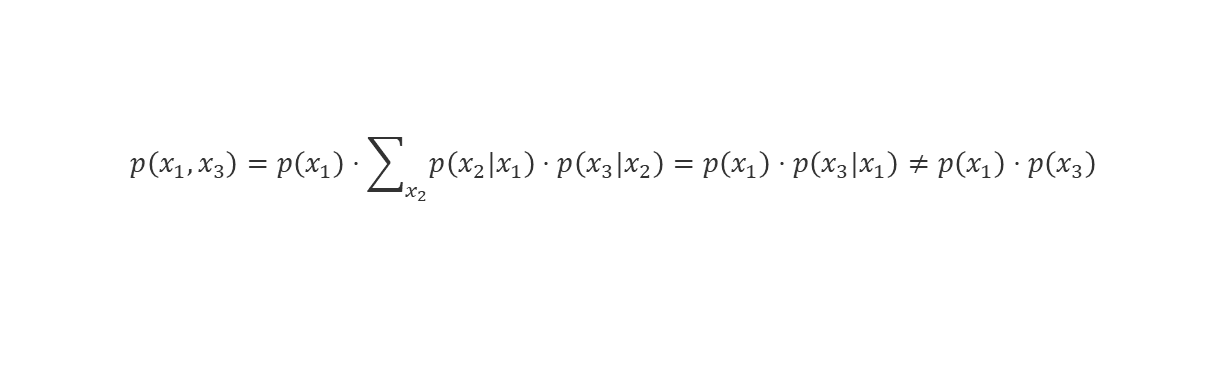 p(x₁, x₃) = p(x₁) · ∑ₓ₂ p(x₂|x₁) · p(x₃|x₂) = p(x₁) · p(x₃|x₁) ≠ p(x₁) · p(x₃)